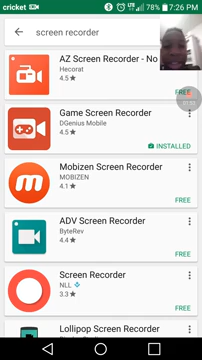 cricket
LTE
78% 7:26 PM
screen recorder
AZ Screen Recorder - No
Hecorat
4.5★
FREE
Game Screen Recorder
DGenius Mobile
4.5★
INSTALLED
Mobizen Screen Recorder
MOBIZEN
4.1★
FREE
ADV Screen Recorder
ByteRev
4.4★
FREE
Screen Recorder
NLL
3.3★
FREE
Lollipop Screen Recorder